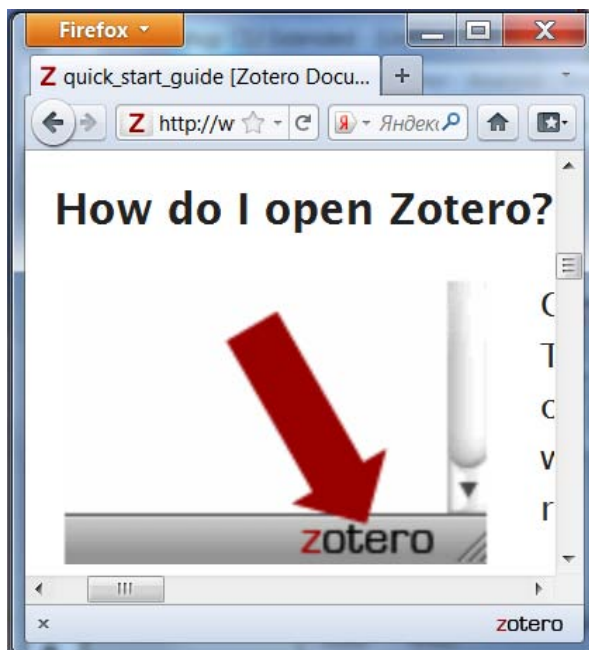 Firefox
Z quick_start_guide [Zotero Docu...
Z http://w Я Яндекс
How do I open Zotero?
zotero
zotero